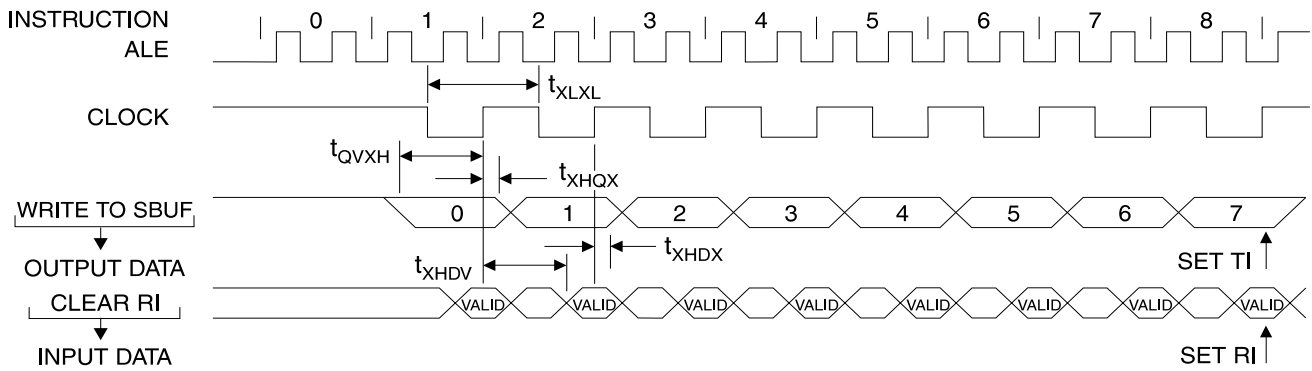 INSTRUCTION 0 1 2 3 4 5 6 7 8
ALE
tXLXL
CLOCK
tQVXH
tXHQX
WRITE TO SBUF 0 1 2 3 4 5 6 7
tXHDX
OUTPUT DATA
SET TI
tXHDV
CLEAR RI VALID VALID VALID VALID VALID VALID VALID VALID
INPUT DATA
SET RI